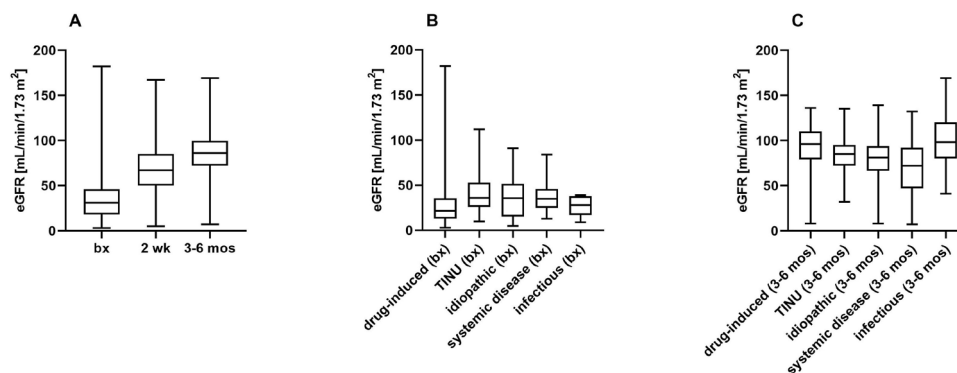 A
eGFR [mL/min/1.73 m²]
200
150
100
50
0
bx 2 wk 3-6 mos
B
eGFR [mL/min/1.73 m²]
200
150
100
50
0
drug-induced (bx)
TINU (bx)
idiopathic (bx)
systemic disease (bx)
infectious (bx)
C
eGFR [mL/min/1.73 m²]
200
150
100
50
0
drug-induced (3-6 mos)
TINU (3-6 mos)
idiopathic (3-6 mos)
systemic disease (3-6 mos)
infectious (3-6 mos)